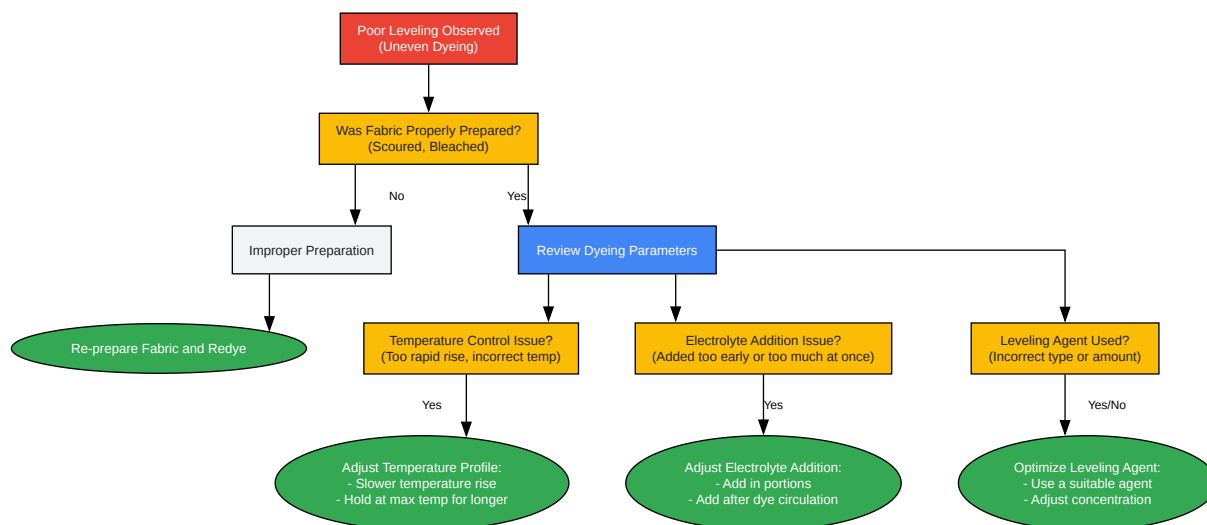 Poor Leveling Observed
(Uneven Dyeing)
Was Fabric Properly Prepared?
(Scoured, Bleached)
No
Yes
Improper Preparation
Review Dyeing Parameters
Re-prepare Fabric and Redye
Temperature Control Issue?
(Too rapid rise, incorrect temp)
Electrolyte Addition Issue?
(Added too early or too much at once)
Leveling Agent Used?
(Incorrect type or amount)
Yes
Yes
Yes/No
Adjust Temperature Profile:
- Slower temperature rise
- Hold at max temp for longer
Adjust Electrolyte Addition:
- Add in portions
- Add after dye circulation
Optimize Leveling Agent:
- Use a suitable agent
- Adjust concentration